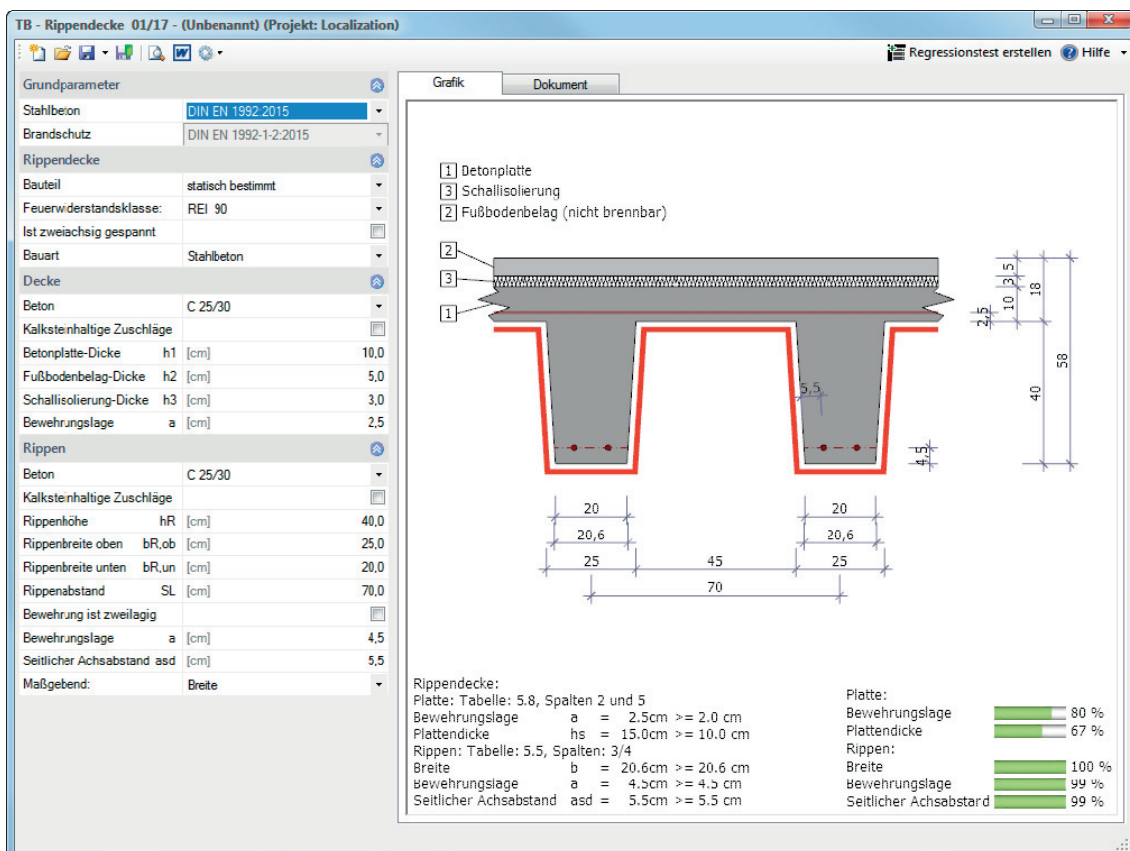 TB - Rippendecke 01/17 - (Unbenannt) (Projekt: Localization)
Regressionstest erstellen Hilfe
Grundparameter
Stahlbeton DIN EN 1992:2015
Brandschutz DIN EN 1992-1-2:2015
Rippendecke
Bauteil statisch bestimmt
Feuerwiderstandsklasse: REI 90
Ist zweiachsig gespannt
Bauart Stahlbeton
Decke
Beton C 25/30
Kalksteinhaltige Zuschläge
Betonplatte-Dicke h1 [cm] 10,0
Fußbodenbelag-Dicke h2 [cm] 5,0
Schallisolierung-Dicke h3 [cm] 3,0
Bewehrungslage a [cm] 2,5
Rippen
Beton C 25/30
Kalksteinhaltige Zuschläge
Rippenhöhe hR [cm] 40,0
Rippenbreite oben bR,ob [cm] 25,0
Rippenbreite unten bR,un [cm] 20,0
Rippenabstand SL [cm] 70,0
Bewehrung ist zweilagig
Bewehrungslage a [cm] 4,5
Seitlicher Achsabstand asd [cm] 5,5
Maßgebend: Breite
Grafik Dokument
1 Betonplatte
3 Schallisolierung
2 Fußbodenbelag (nicht brennbar)
2
3
1
5,5
2,5
10
3
5
18
40
58
4,5
20 20
20,6 20,6
25 45 25
70
Rippendecke:
Platte: Tabelle: 5.8, Spalten 2 und 5
Bewehrungslage a = 2.5cm >= 2.0 cm
Plattendicke hs = 15.0cm >= 10.0 cm
Rippen: Tabelle: 5.5, Spalten: 3/4
Breite b = 20.6cm >= 20.6 cm
Bewehrungslage a = 4.5cm >= 4.5 cm
Seitlicher Achsabstand asd = 5.5cm >= 5.5 cm
Platte:
Bewehrungslage 80 %
Plattendicke 67 %
Rippen:
Breite 100 %
Bewehrungslage 99 %
Seitlicher Achsabstand 99 %